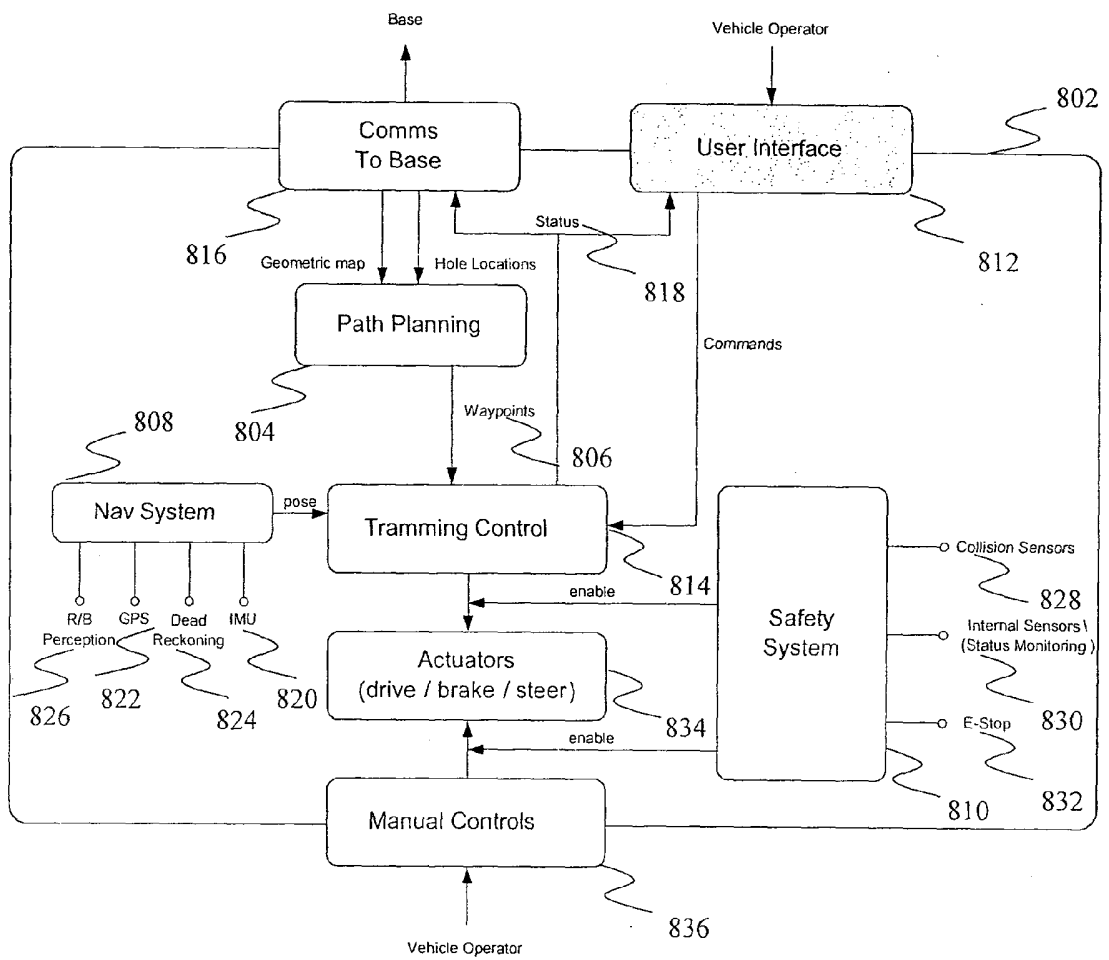 Base
Vehicle Operator
802
Comms
To Base
User Interface
Status
816
812
Geometric map
Hole Locations
818
Path Planning
Commands
808
804
Waypoints
806
Nav System
pose
Tramming Control
Collision Sensors
814
enable
828
R/B
Perception
GPS
Dead
Reckoning
IMU
Safety
System
Internal Sensors\
(Status Monitoring)
Actuators
(drive / brake / steer)
826
822
824
820
834
830
enable
E-Stop
810
832
Manual Controls
836
Vehicle Operator